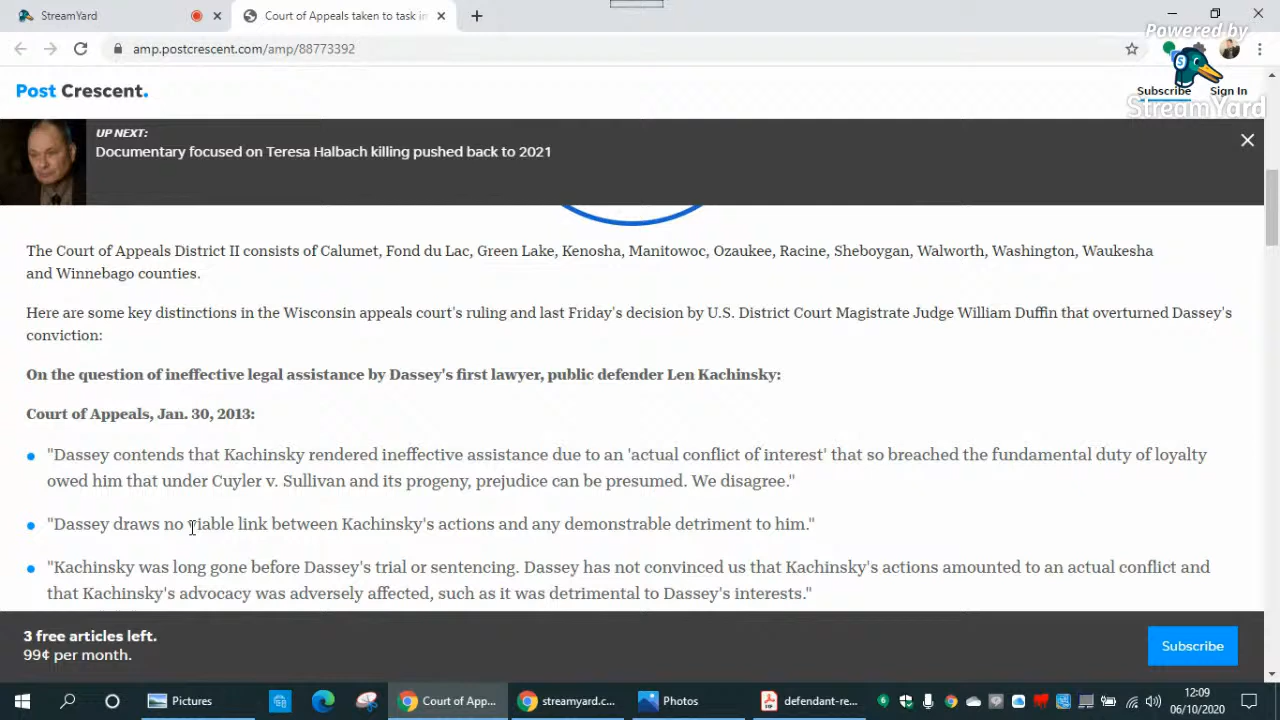 StreamYard
Court of Appeals taken to task in
amp.postcrescent.com/amp/88773392
Powered by
StreamYard
Post Crescent.
Subscribe
Sign In
UP NEXT:
Documentary focused on Teresa Halbach killing pushed back to 2021
The Court of Appeals District II consists of Calumet, Fond du Lac, Green Lake, Kenosha, Manitowoc, Ozaukee, Racine, Sheboygan, Walworth, Washington, Waukesha
and Winnebago counties.
Here are some key distinctions in the Wisconsin appeals court's ruling and last Friday's decision by U.S. District Court Magistrate Judge William Duffin that overturned Dassey's
conviction:
On the question of ineffective legal assistance by Dassey's first lawyer, public defender Len Kachinsky:
Court of Appeals, Jan. 30, 2013:
"Dassey contends that Kachinsky rendered ineffective assistance due to an 'actual conflict of interest' that so breached the fundamental duty of loyalty
owed him that under Cuyler v. Sullivan and its progeny, prejudice can be presumed. We disagree."
"Dassey draws no viable link between Kachinsky's actions and any demonstrable detriment to him."
"Kachinsky was long gone before Dassey's trial or sentencing. Dassey has not convinced us that Kachinsky's actions amounted to an actual conflict and
that Kachinsky's advocacy was adversely affected, such as it was detrimental to Dassey's interests."
3 free articles left.
99¢ per month.
Subscribe
Pictures
Court of App...
streamyard.c...
Photos
defendant-re...
12:09
06/10/2020